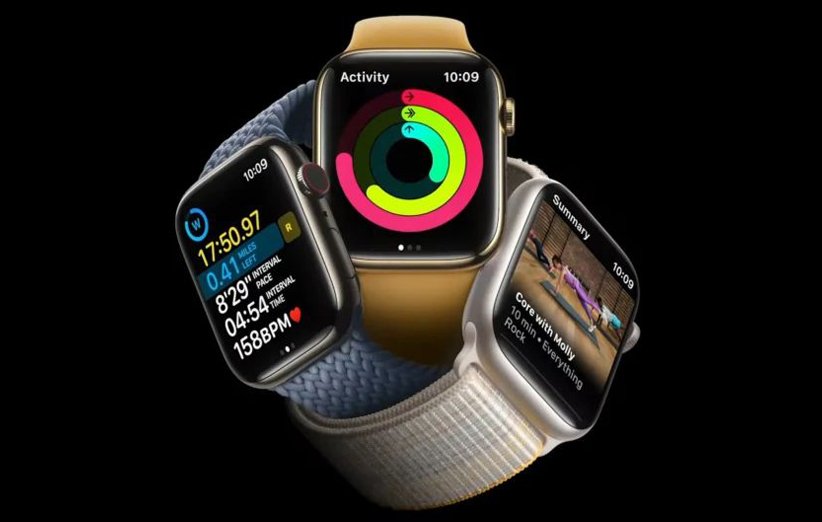 Activity 10:09
10:09
W
17:50.97
0.41 MILES LEFT
R
8'29" INTERVAL PACE
04:54 INTERVAL TIME
158BPM
Summary
10:09
Core with Molly
10 min • Everything
Rock